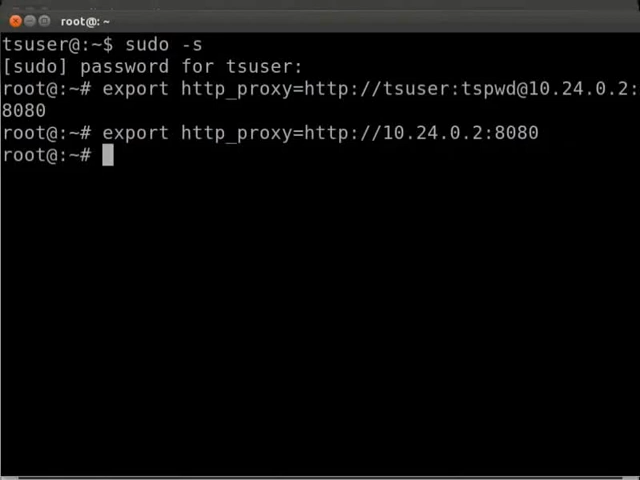 root@: ~
tsuser@:~$ sudo -s
[sudo] password for tsuser:
root@:~# export http_proxy=http://tsuser:tspwd@10.24.0.2:
8080
root@:~# export http_proxy=http://10.24.0.2:8080
root@:~#